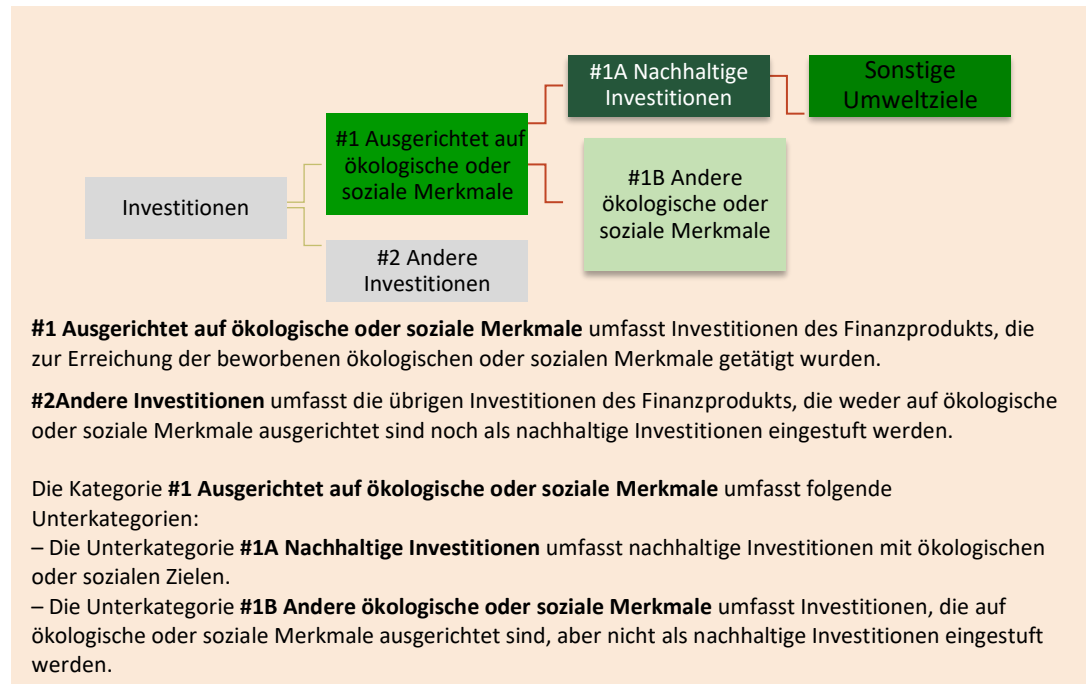 #1A Nachhaltige
Investitionen
Sonstige
Umweltziele
#1 Ausgerichtet auf
ökologische oder
soziale Merkmale
#1B Andere
ökologische oder
soziale Merkmale
Investitionen
#2 Andere
Investitionen
#1 Ausgerichtet auf ökologische oder soziale Merkmale umfasst Investitionen des Finanzprodukts, die
zur Erreichung der beworbenen ökologischen oder sozialen Merkmale getätigt wurden.
#2Andere Investitionen umfasst die übrigen Investitionen des Finanzprodukts, die weder auf ökologische
oder soziale Merkmale ausgerichtet sind noch als nachhaltige Investitionen eingestuft werden.
Die Kategorie #1 Ausgerichtet auf ökologische oder soziale Merkmale umfasst folgende
Unterkategorien:
– Die Unterkategorie #1A Nachhaltige Investitionen umfasst nachhaltige Investitionen mit ökologischen
oder sozialen Zielen.
– Die Unterkategorie #1B Andere ökologische oder soziale Merkmale umfasst Investitionen, die auf
ökologische oder soziale Merkmale ausgerichtet sind, aber nicht als nachhaltige Investitionen eingestuft
werden.